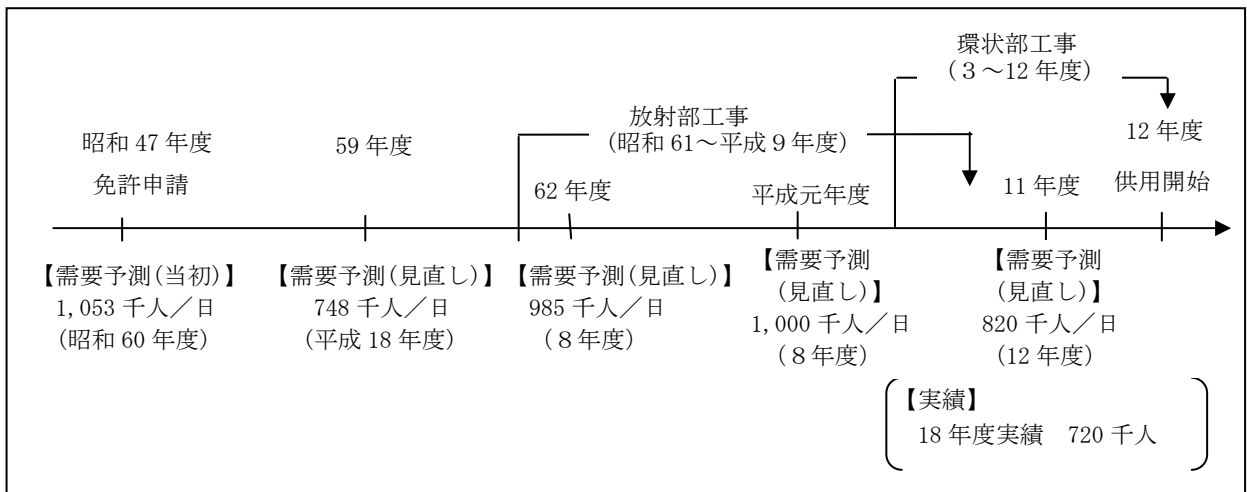 環状部工事
（３～12 年度）
放射部工事
（昭和 61～平成 9 年度）
昭和 47 年度
免許申請
59 年度
62 年度
平成元年度
11 年度
12 年度
供用開始
【需要予測(当初)】
1,053 千人／日
(昭和 60 年度)
【需要予測(見直し)】
748 千人／日
(平成 18 年度)
【需要予測(見直し)】
985 千人／日
(８年度)
【需要予測
(見直し)】
1,000 千人／日
(８年度)
【需要予測
(見直し)】
820 千人／日
(12 年度)
【実績】
18 年度実績　720 千人